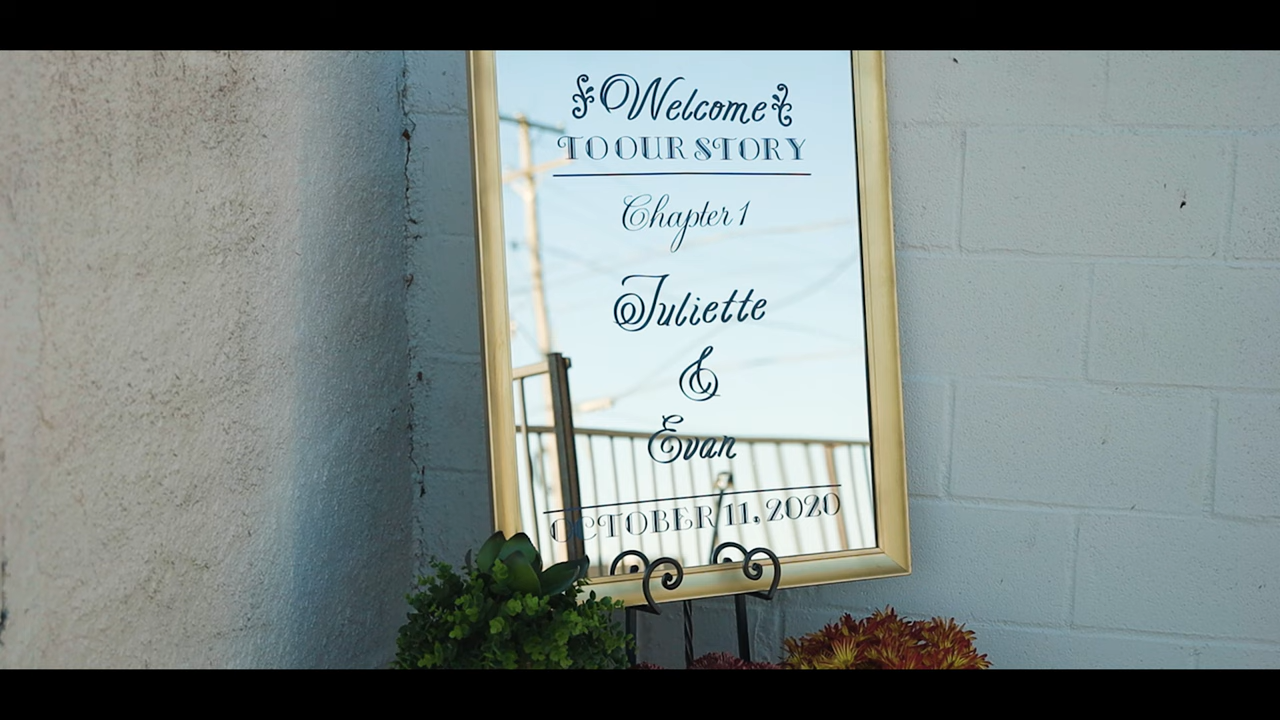 Welcome
TO OUR STORY
Chapter 1
Juliette
&
Evan
OCTOBER 11, 2020